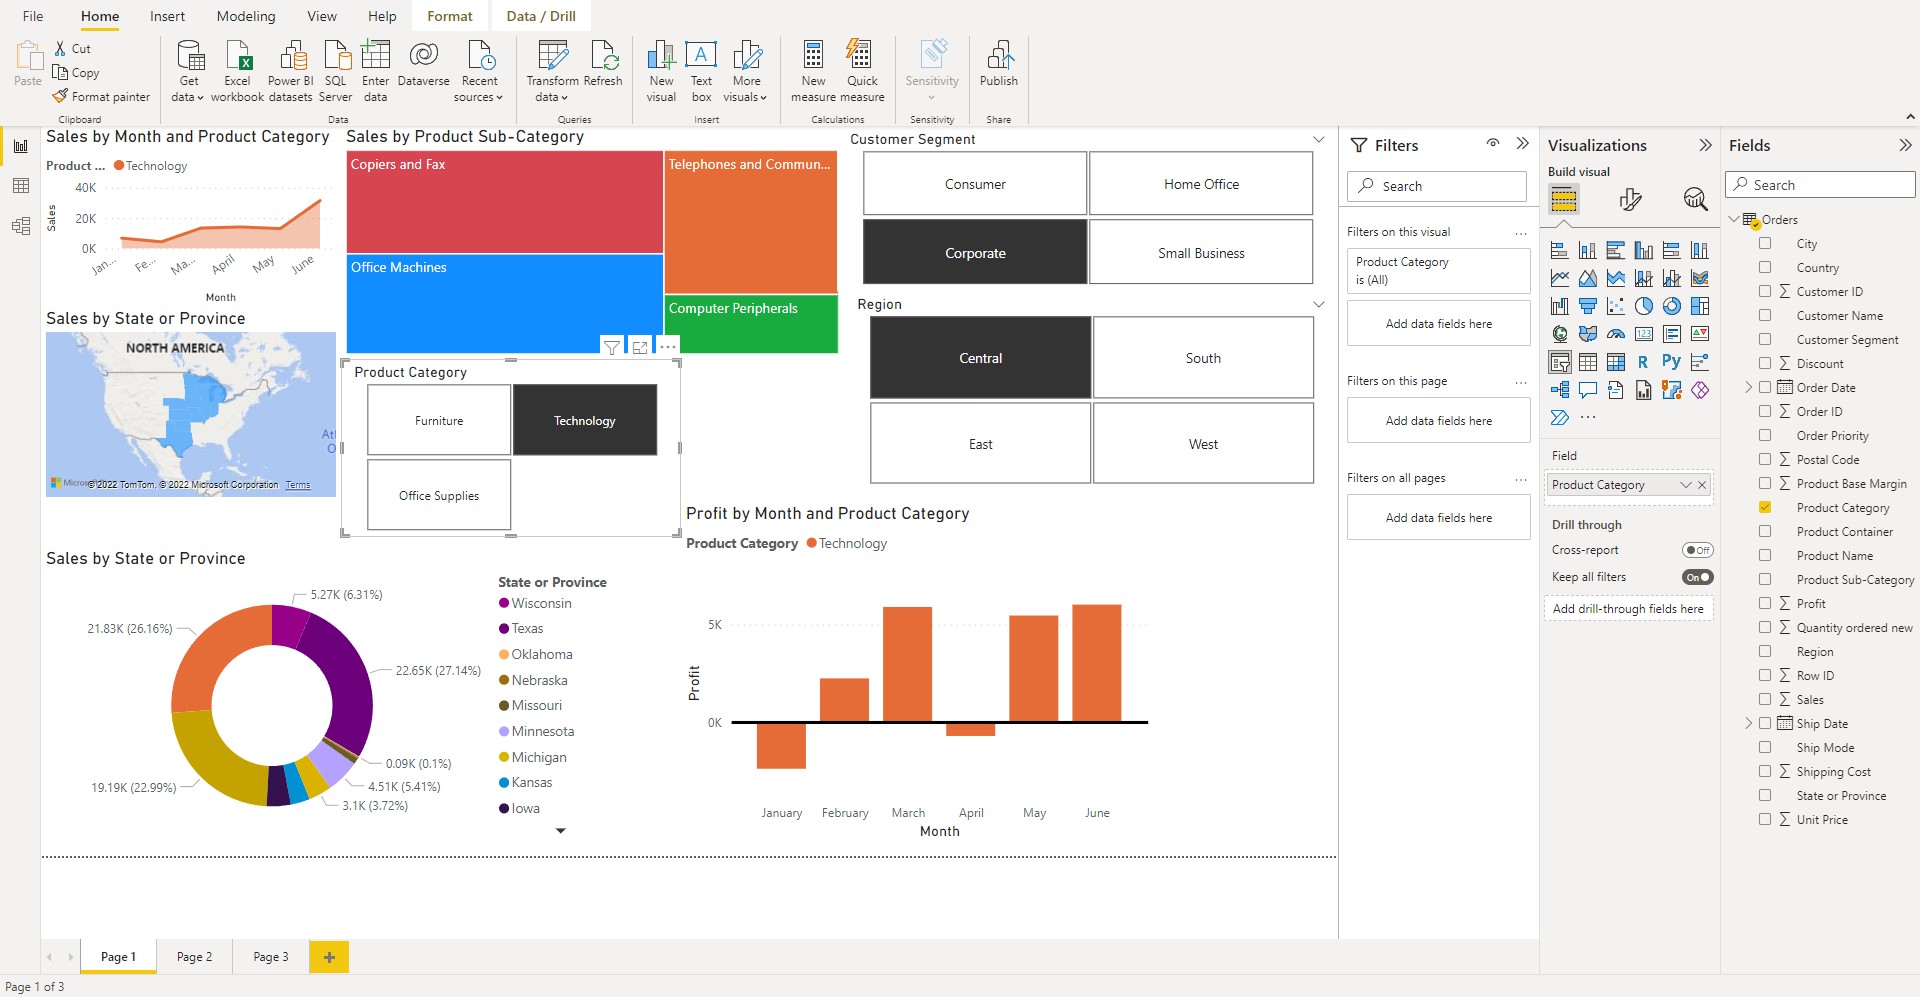 File Home Insert Modeling View Help Format Data / Drill
Paste
Cut
Copy
Format painter
Clipboard
Get data
Excel workbook
Power BI datasets
SQL Server
Enter data
Dataverse
Recent sources
Data
Transform data
Refresh
Queries
New visual
Text box
More visuals
Insert
New measure
Quick measure
Calculations
Sensitivity
Sensitivity
Publish
Share
Sales by Month and Product Category
Product ... Technology
40K
20K
0K
Sales
Jan... Fe... Ma... April May June
Month
Sales by Product Sub-Category
Copiers and Fax
Telephones and Commun...
Office Machines
Computer Peripherals
Customer Segment
Consumer
Home Office
Corporate
Small Business
Region
Central
South
East
West
Sales by State or Province
NORTH AMERICA
At
O
© 2022 TomTom, © 2022 Microsoft Corporation Terms
Product Category
Furniture
Technology
Office Supplies
Sales by State or Province
5.27K (6.31%)
21.83K (26.16%)
22.65K (27.14%)
0.09K (0.1%)
4.51K (5.41%)
3.1K (3.72%)
19.19K (22.99%)
State or Province
Wisconsin
Texas
Oklahoma
Nebraska
Missouri
Minnesota
Michigan
Kansas
Iowa
Profit by Month and Product Category
Product Category Technology
5K
0K
Profit
January February March April May June
Month
Filters
Search
Filters on this visual ...
Product Category
is (All)
Add data fields here
Filters on this page ...
Add data fields here
Filters on all pages ...
Add data fields here
Visualizations
Build visual
123
R
Py
...
Field
Product Category
Drill through
Cross-report
Off
Keep all filters
On
Add drill-through fields here
Fields
Search
Orders
City
Country
Customer ID
Customer Name
Customer Segment
Discount
Order Date
Order ID
Order Priority
Postal Code
Product Base Margin
Product Category
Product Container
Product Name
Product Sub-Category
Profit
Quantity ordered new
Region
Row ID
Sales
Ship Date
Ship Mode
Shipping Cost
State or Province
Unit Price
Page 1 Page 2 Page 3 +
Page 1 of 3